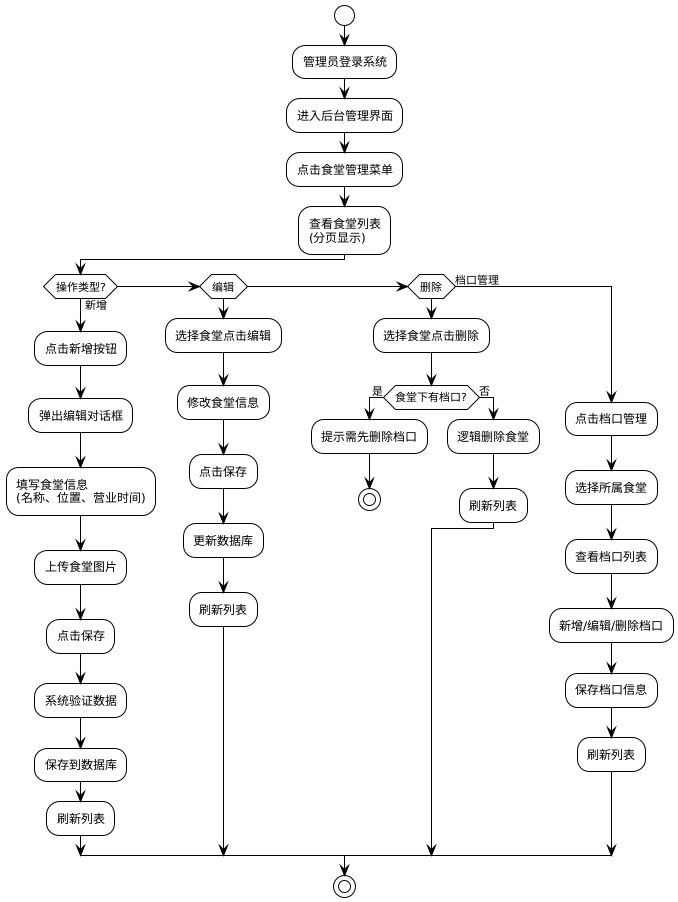 管理员登录系统
进入后台管理界面
点击食堂管理菜单
查看食堂列表
(分页显示)
操作类型?
新增
点击新增按钮
弹出编辑对话框
填写食堂信息
(名称、位置、营业时间)
上传食堂图片
点击保存
系统验证数据
保存到数据库
刷新列表
编辑
选择食堂点击编辑
修改食堂信息
点击保存
更新数据库
刷新列表
删除
选择食堂点击删除
食堂下有档口?
是
提示需先删除档口
否
逻辑删除食堂
刷新列表
档口管理
点击档口管理
选择所属食堂
查看档口列表
新增/编辑/删除档口
保存档口信息
刷新列表